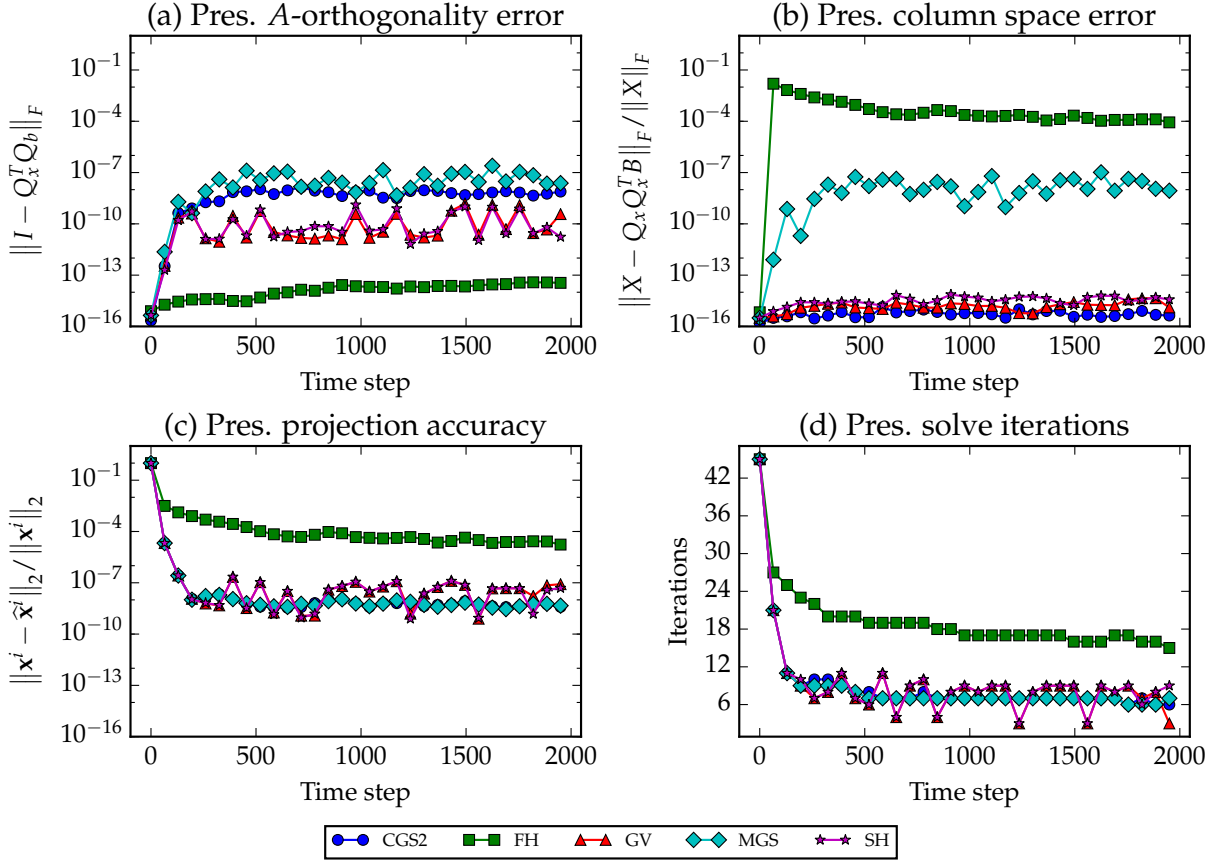 (a) Pres. A-orthogonality error
||I − Q_x^T Q_b||_F
10^−1
10^−4
10^−7
10^−10
10^−13
10^−16
0 500 1000 1500 2000
Time step
(b) Pres. column space error
||X − Q_x Q_x^T B||_F / ||X||_F
10^−1
10^−4
10^−7
10^−10
10^−13
10^−16
0 500 1000 1500 2000
Time step
(c) Pres. projection accuracy
||x^i − x̂^i||_2 / ||x^i||_2
10^−1
10^−4
10^−7
10^−10
10^−13
10^−16
0 500 1000 1500 2000
Time step
(d) Pres. solve iterations
Iterations
42
36
30
24
18
12
6
0 500 1000 1500 2000
Time step
CGS2 FH GV MGS SH